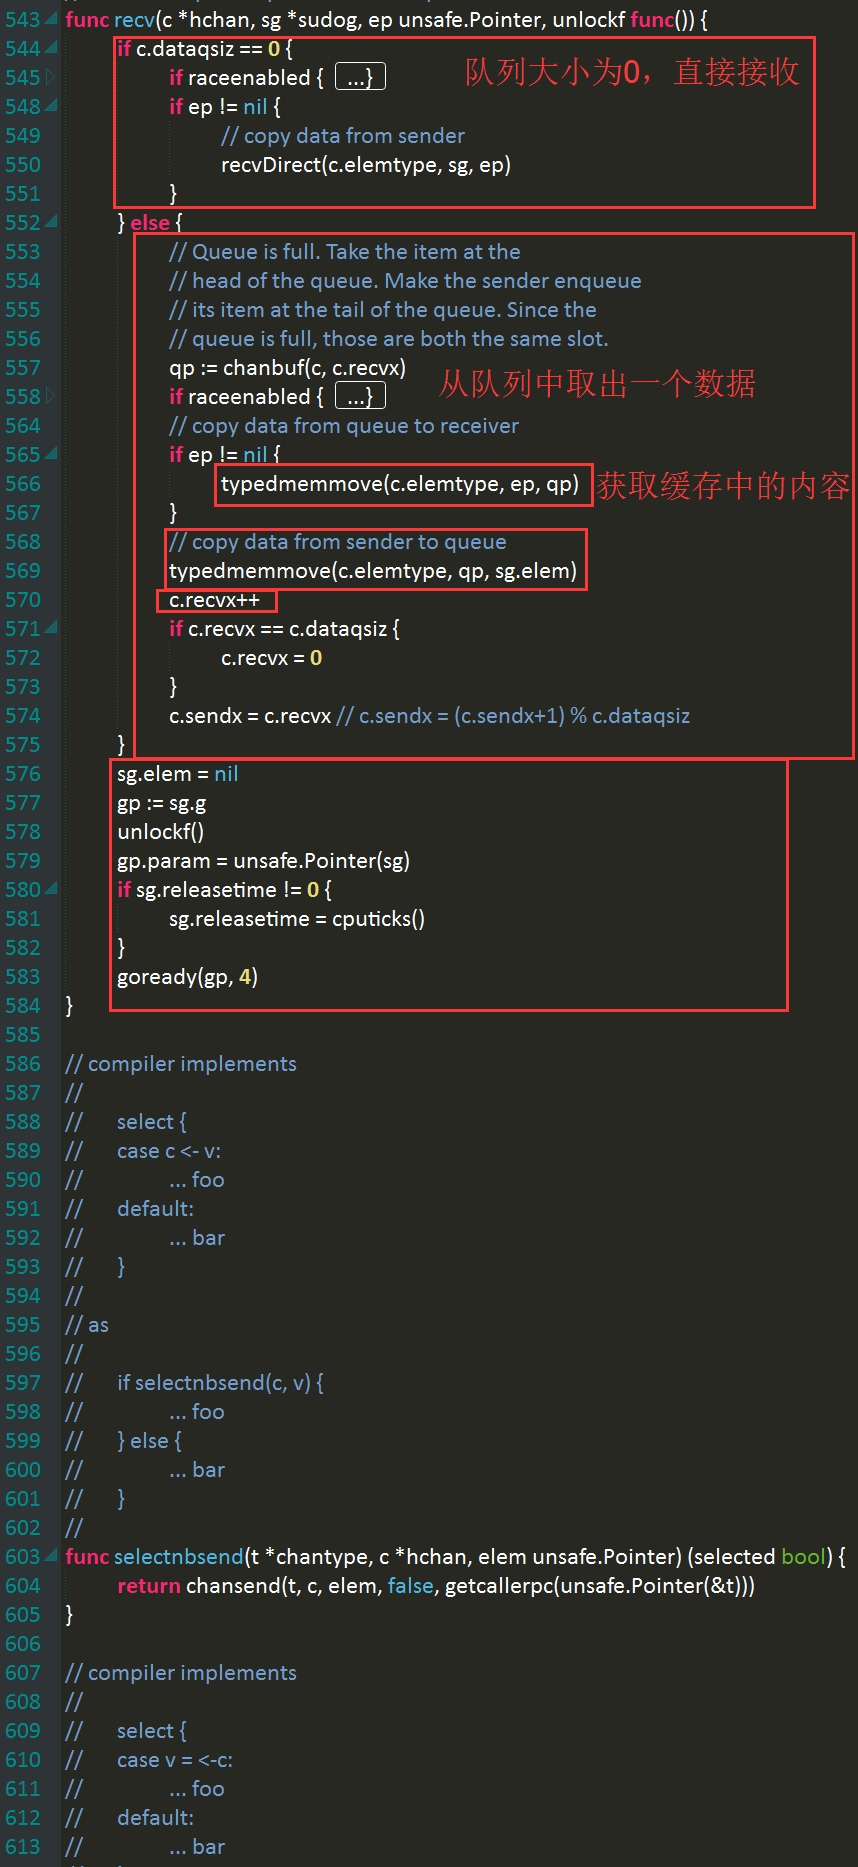 543 func recv(c *hchan, sg *sudog, ep unsafe.Pointer, unlockf func()) {
544 if c.dataqsiz == 0 {
545 if raceenabled { ...} 队列大小为0，直接接收
548 if ep != nil {
549 // copy data from sender
550 recvDirect(c.elemtype, sg, ep)
551 }
552 } else {
553 // Queue is full. Take the item at the
554 // head of the queue. Make the sender enqueue
555 // its item at the tail of the queue. Since the
556 // queue is full, those are both the same slot.
557 qp := chanbuf(c, c.recvx)
558 if raceenabled { ...} 从队列中取出一个数据
564 // copy data from queue to receiver
565 if ep != nil {
566 typedmemmove(c.elemtype, ep, qp) 获取缓存中的内容
567 }
568 // copy data from sender to queue
569 typedmemmove(c.elemtype, qp, sg.elem)
570 c.recvx++
571 if c.recvx == c.dataqsiz {
572 c.recvx = 0
573 }
574 c.sendx = c.recvx // c.sendx = (c.sendx+1) % c.dataqsiz
575 }
576 sg.elem = nil
577 gp := sg.g
578 unlockf()
579 gp.param = unsafe.Pointer(sg)
580 if sg.releasetime != 0 {
581 sg.releasetime = cputicks()
582 }
583 goready(gp, 4)
584 }
585
586 // compiler implements
587 //
588 // select {
589 // case c <- v:
590 // ... foo
591 // default:
592 // ... bar
593 // }
594 //
595 // as
596 //
597 // if selectnbsend(c, v) {
598 // ... foo
599 // } else {
600 // ... bar
601 // }
602 //
603 func selectnbsend(t *chantype, c *hchan, elem unsafe.Pointer) (selected bool) {
604 return chansend(t, c, elem, false, getcallerpc(unsafe.Pointer(&t)))
605 }
606
607 // compiler implements
608 //
609 // select {
610 // case v = <-c:
611 // ... foo
612 // default:
613 // ... bar